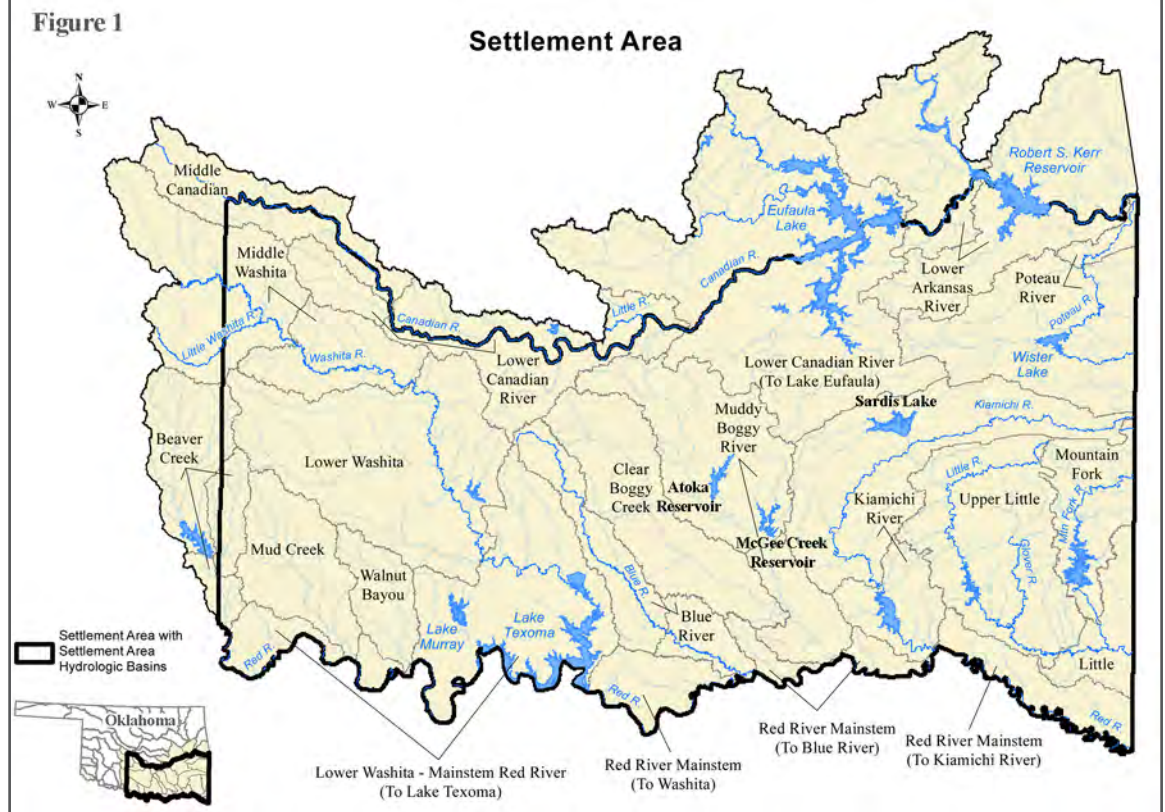 Figure 1
Settlement Area
N
W
E
S
Middle
Canadian
Robert S. Kerr
Reservoir
Eufaula
Lake
Middle
Washita
Canadian R.
Lower
Arkansas
River
Poteau
River
Little R.
Canadian R.
Poteau R.
Little Washita R.
Washita R.
Wister
Lake
Lower
Canadian
River
Lower Canadian River
(To Lake Eufaula)
Sardis Lake
Kiamichi R.
Muddy
Boggy
River
Beaver
Creek
Lower Washita
Mountain
Fork
Little R.
Clear
Boggy
Creek
Atoka
Reservoir
Kiamichi
River
Upper Little
Mtn Fork R.
Glover R.
McGee Creek
Reservoir
Mud Creek
Walnut
Bayou
Blue R.
Blue
River
Lake
Murray
Lake
Texoma
Little
Settlement Area with
Settlement Area
Hydrologic Basins
Red R.
Red R.
Red R.
Oklahoma
Lower Washita - Mainstem Red River
(To Lake Texoma)
Red River Mainstem
(To Washita)
Red River Mainstem
(To Blue River)
Red River Mainstem
(To Kiamichi River)